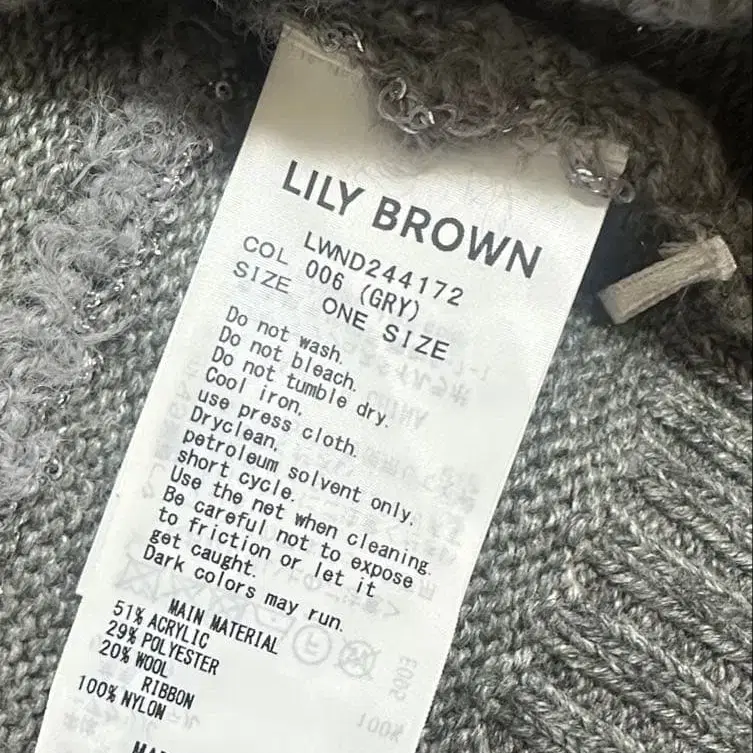 LILY BROWN
LWND244172
COL 006 (GRY)
SIZE ONE SIZE
Do not wash.
Do not bleach.
Do not tumble dry.
Cool iron.
use press cloth.
Dryclean.
petroleum solvent only.
short cycle.
Use the net when cleaning.
Be careful not to expose
to friction or let it
get caught.
Dark colors may run.
MAIN MATERIAL
51% ACRYLIC
29% POLYESTER
20% WOOL
RIBBON
100% NYLON